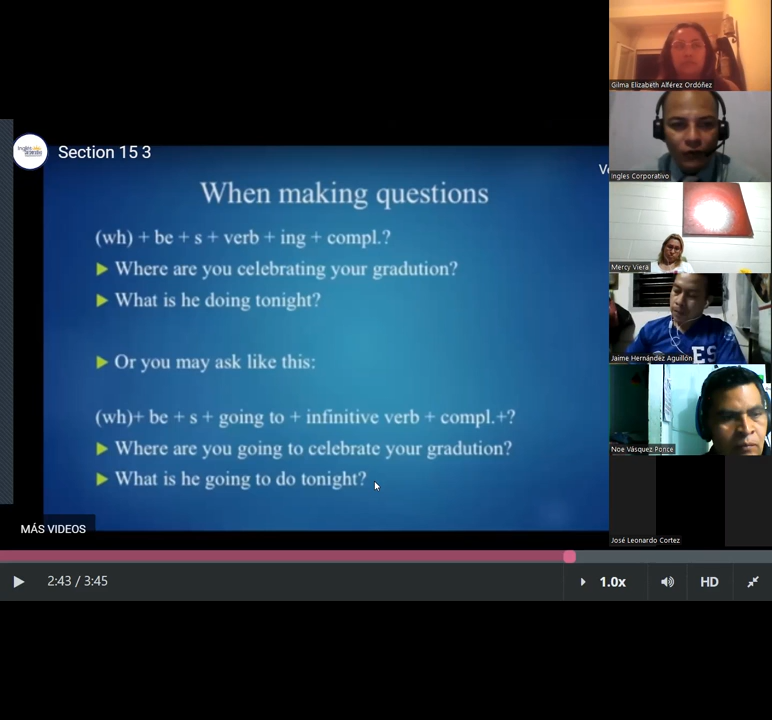 Section 15 3
When making questions
(wh) + be + s + verb + ing + compl.?
Where are you celebrating your gradution?
What is he doing tonight?
Or you may ask like this:
(wh)+ be + s + going to + infinitive verb + compl.+?
Where are you going to celebrate your gradution?
What is he going to do tonight?
MÁS VIDEOS
2:43 / 3:45
1.0x
HD
Gilma Elizabeth Alférez Ordóñez
Ingles Corporativo
Mercy Viera
Jaime Hernández Aguillón
Noe Vásquez Ponce
José Leonardo Cortez